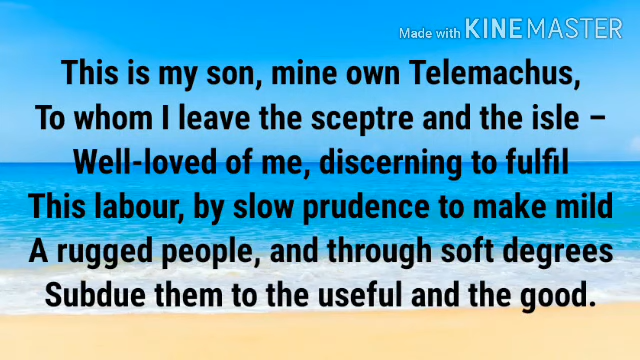 Made with KINEMASTER
This is my son, mine own Telemachus,
To whom I leave the sceptre and the isle –
Well-loved of me, discerning to fulfil
This labour, by slow prudence to make mild
A rugged people, and through soft degrees
Subdue them to the useful and the good.